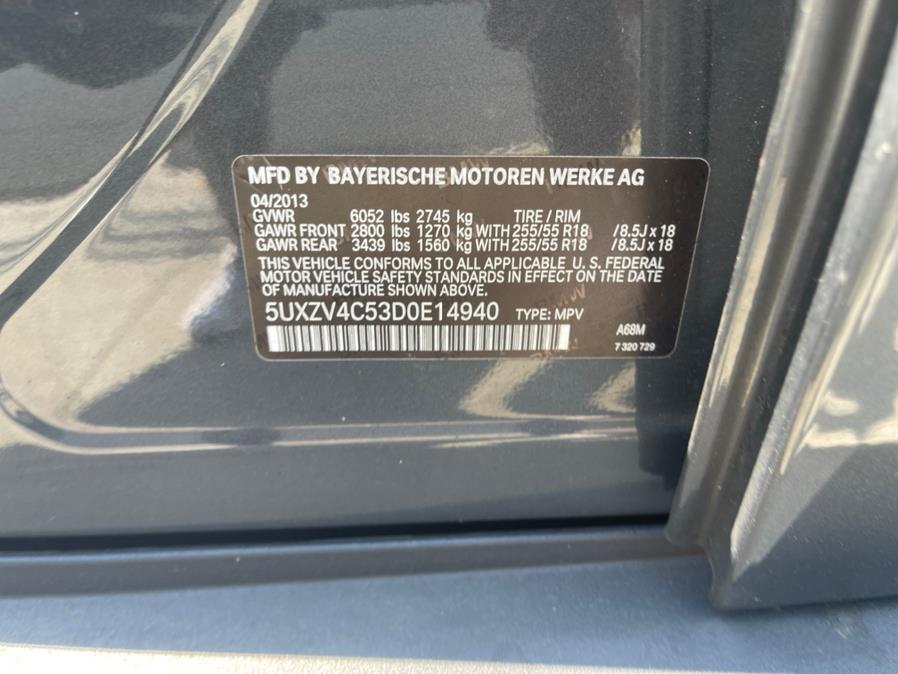 MFD BY BAYERISCHE MOTOREN WERKE AG
04/2013
GVWR 6052 lbs 2745 kg TIRE / RIM
GAWR FRONT 2800 lbs 1270 kg WITH 255/55 R18 /8.5J x 18
GAWR REAR 3439 lbs 1560 kg WITH 255/55 R18 /8.5J x 18
THIS VEHICLE CONFORMS TO ALL APPLICABLE U. S. FEDERAL
MOTOR VEHICLE SAFETY STANDARDS IN EFFECT ON THE DATE
OF MANUFACTURE SHOWN ABOVE.
5UXZV4C53D0E14940 TYPE: MPV
A68M
7 320 729